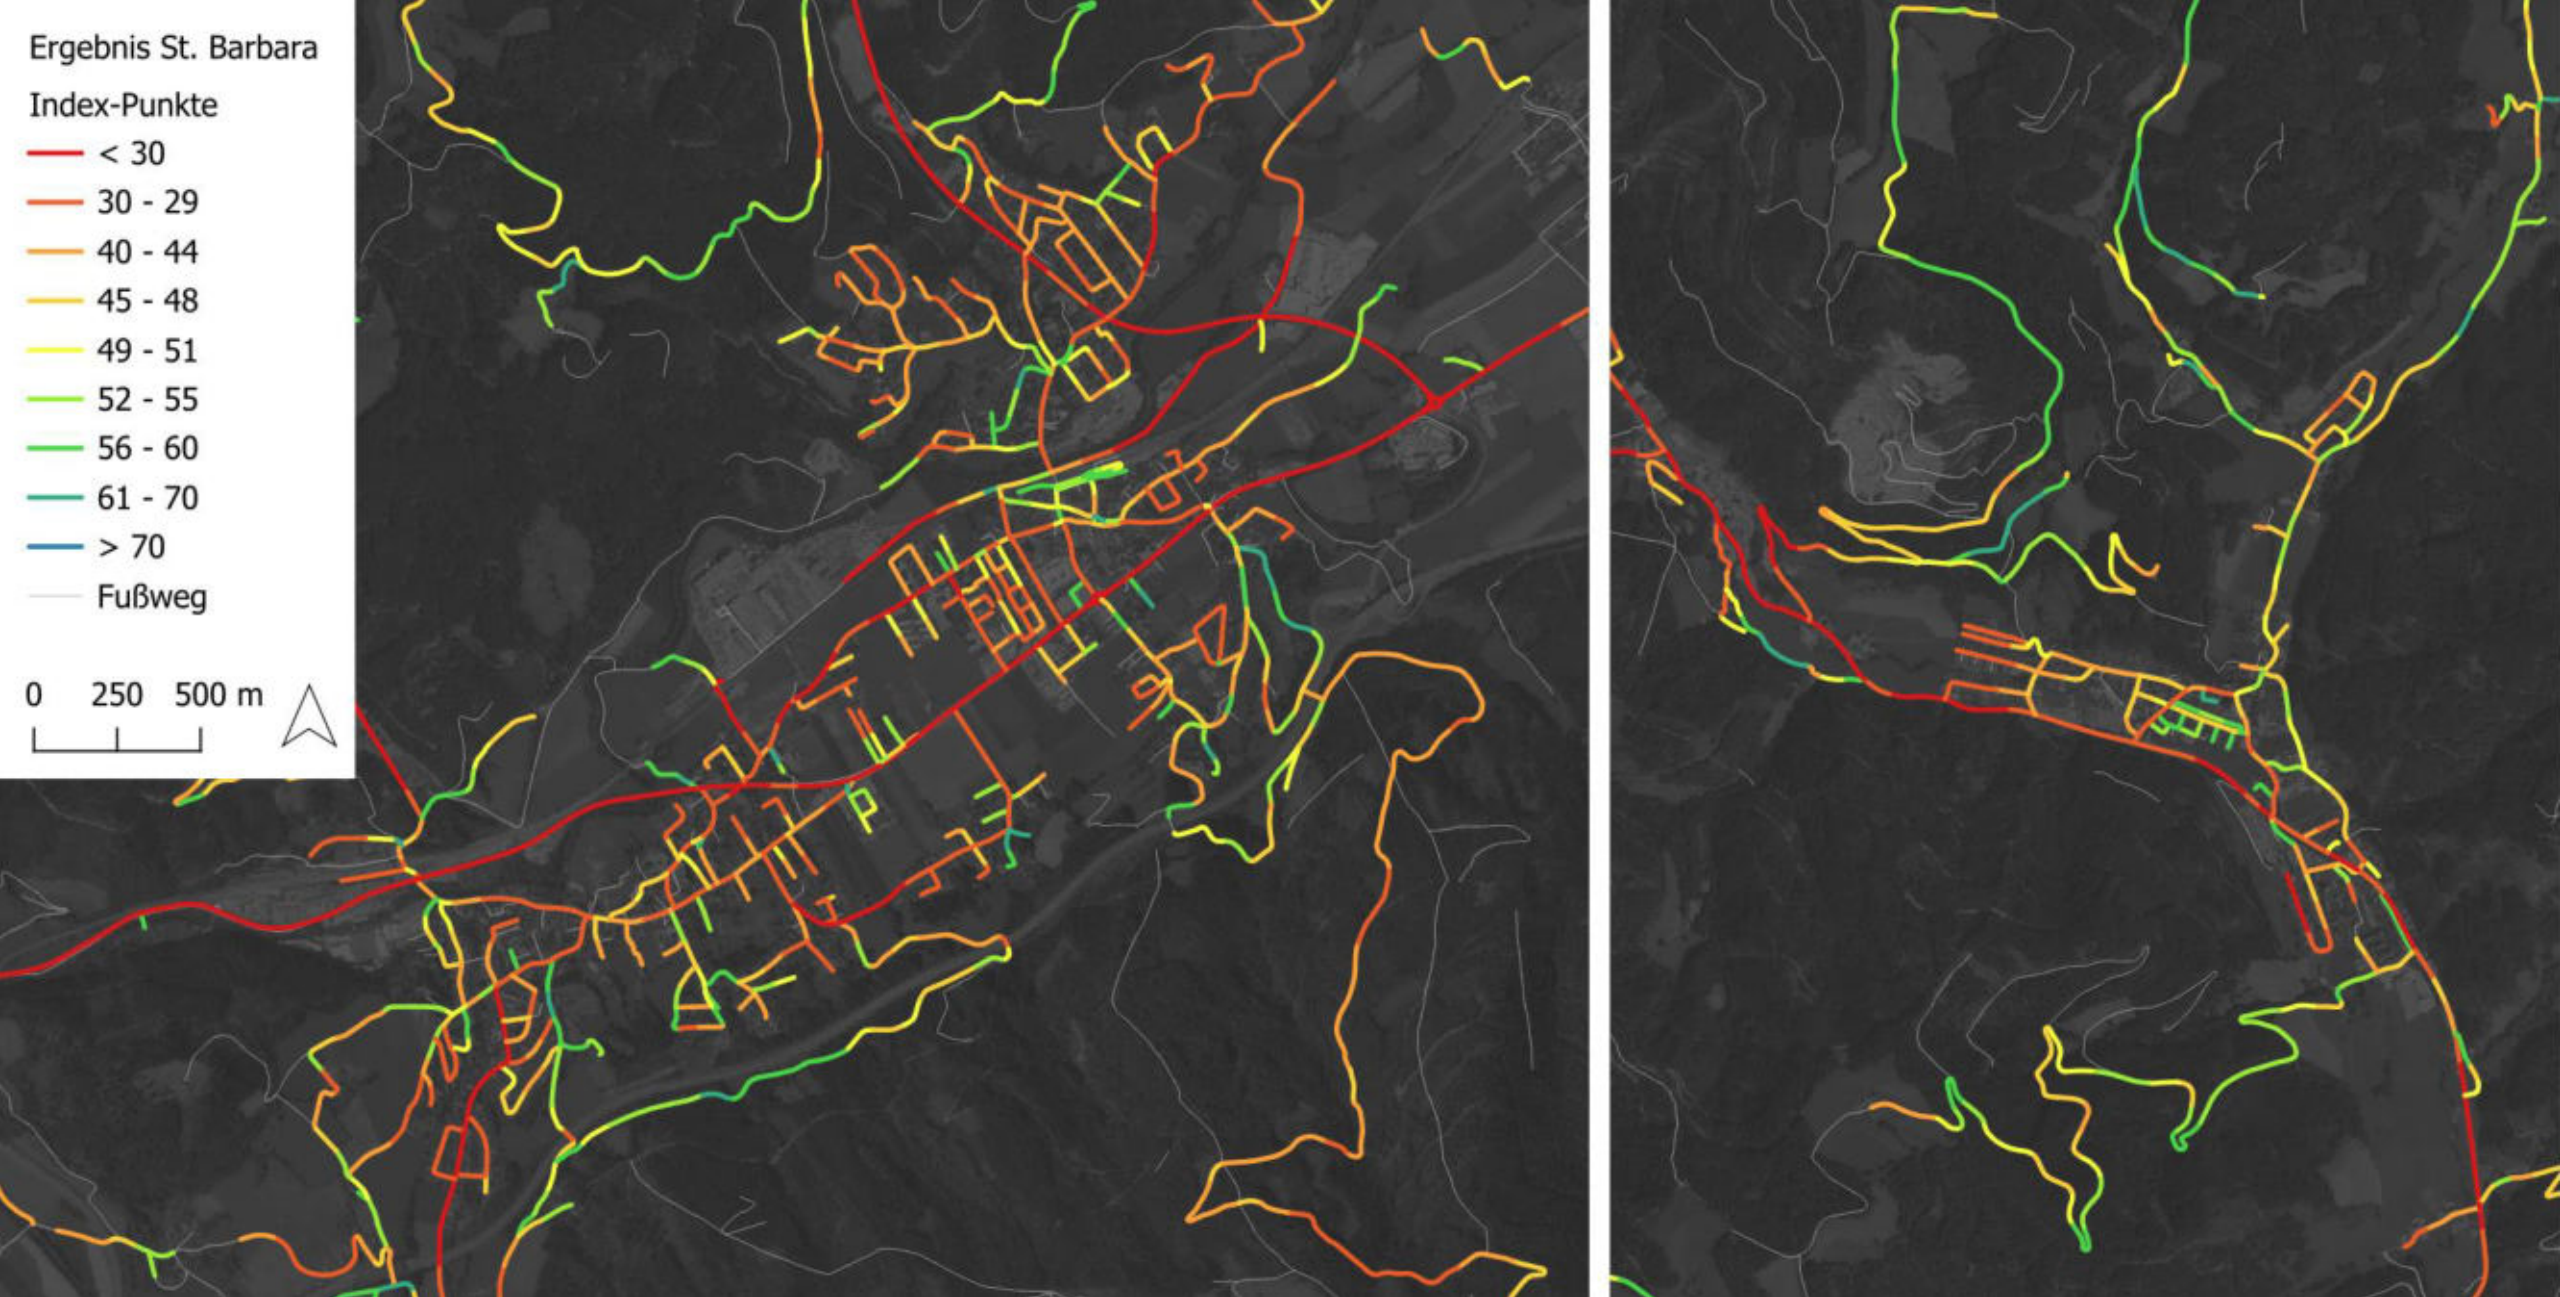 Ergebnis St. Barbara
Index-Punkte
< 30
30 - 29
40 - 44
45 - 48
49 - 51
52 - 55
56 - 60
61 - 70
> 70
Fußweg
0 250 500 m